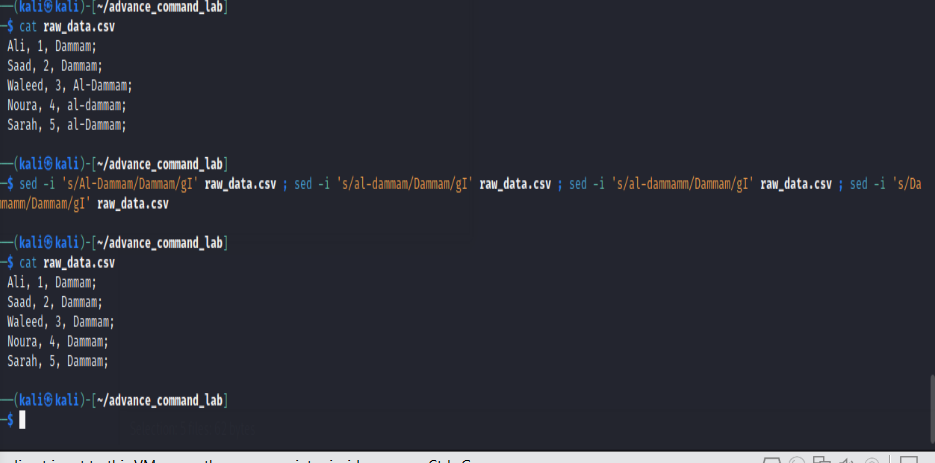 (kali㉿kali)-[~/advance_command_lab]
$ cat raw_data.csv
Ali, 1, Dammam;
Saad, 2, Dammam;
Waleed, 3, Al-Dammam;
Noura, 4, al-dammam;
Sarah, 5, al-Dammam;
(kali㉿kali)-[~/advance_command_lab]
$ sed -i 's/Al-Dammam/Dammam/gI' raw_data.csv ; sed -i 's/al-dammam/Dammam/gI' raw_data.csv ; sed -i 's/al-dammamm/Dammam/gI' raw_data.csv ; sed -i 's/Da
mamm/Dammam/gI' raw_data.csv
(kali㉿kali)-[~/advance_command_lab]
$ cat raw_data.csv
Ali, 1, Dammam;
Saad, 2, Dammam;
Waleed, 3, Dammam;
Noura, 4, Dammam;
Sarah, 5, Dammam;
(kali㉿kali)-[~/advance_command_lab]
$